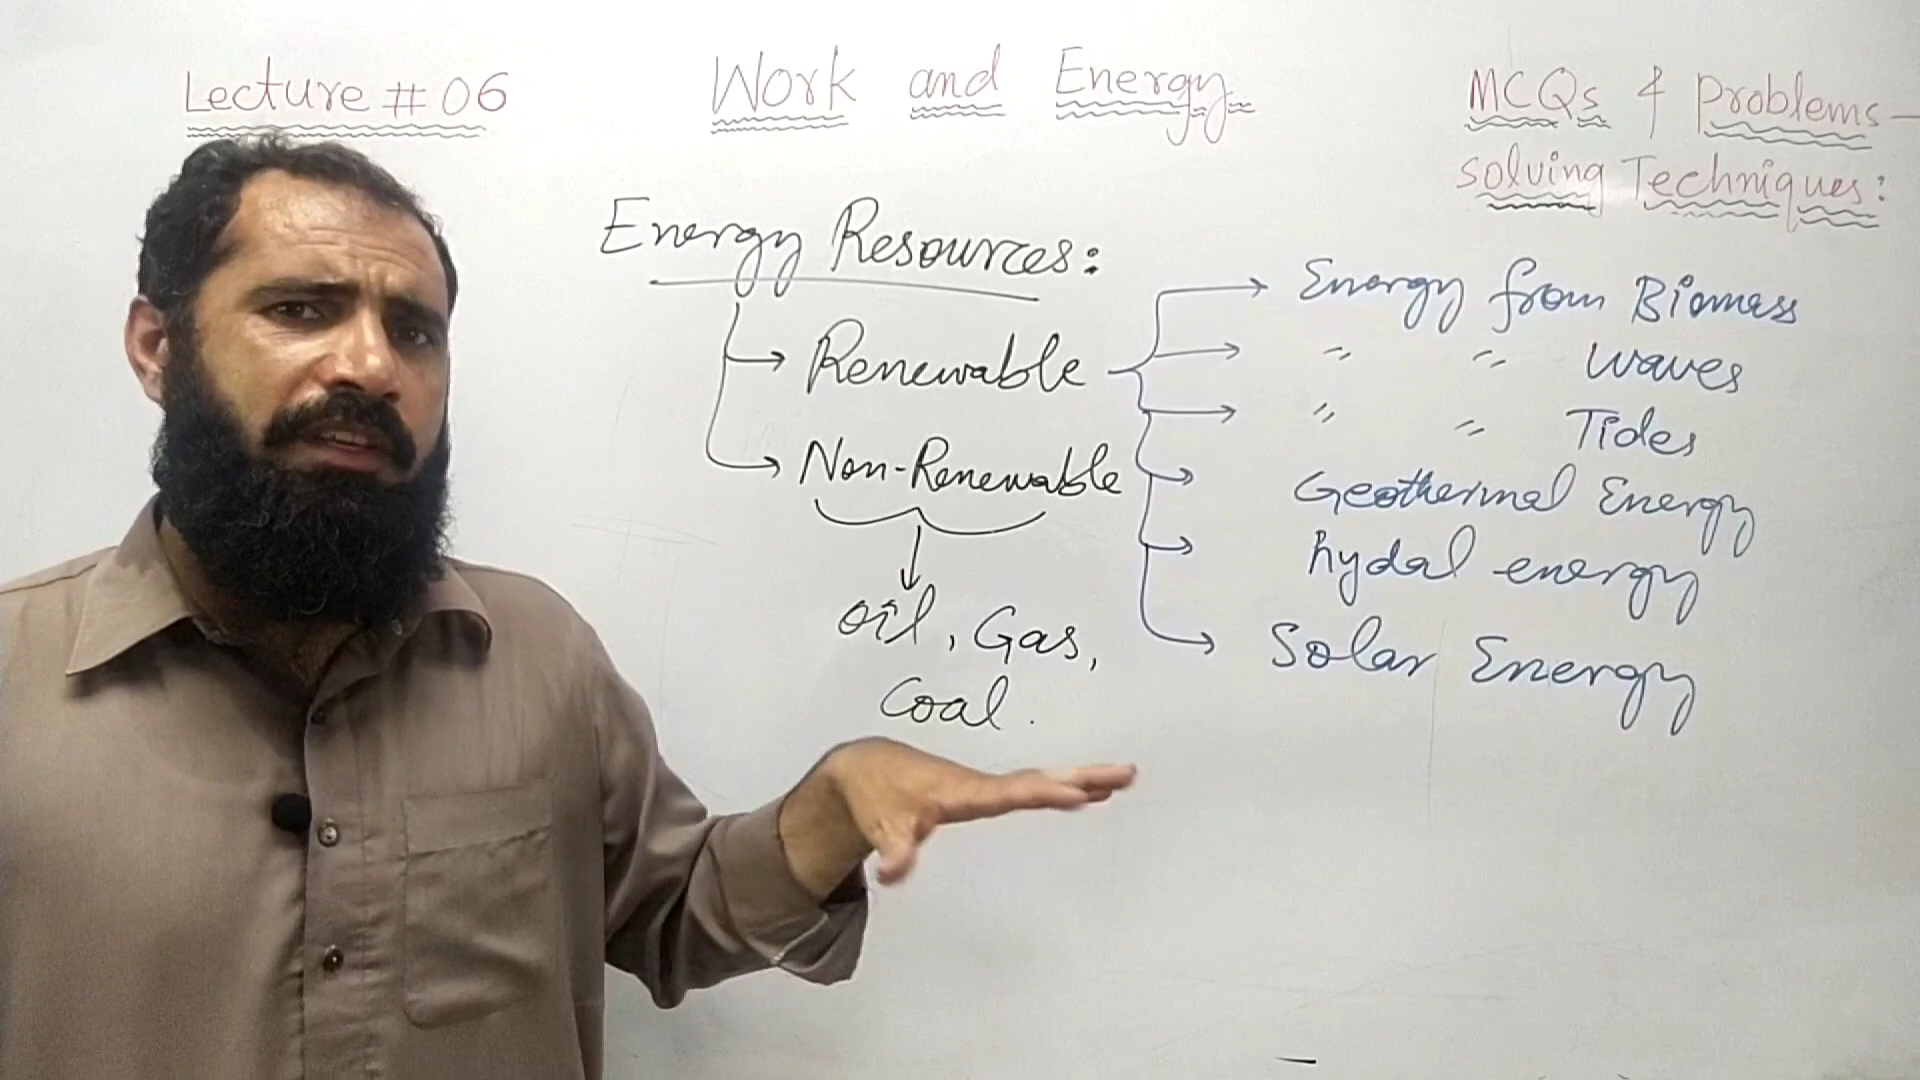 Lecture # 06
Work and Energy
MCQs & Problems-
solving Techniques:
Energy Resources:
Renewable
Non-Renewable
Oil, Gas,
Coal.
Energy from Biomass
" " Waves
" " Tides
Geothermal Energy
hydal energy
Solar Energy